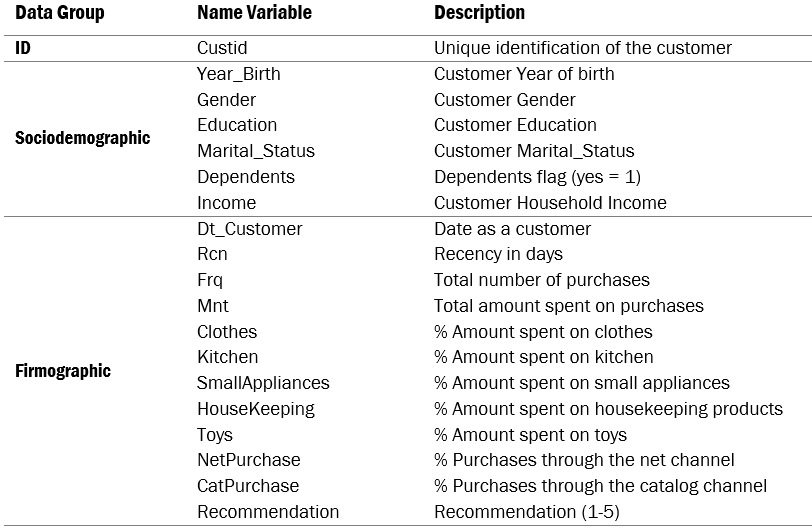 Data Group Name Variable Description
ID Custid Unique identification of the customer
Year_Birth Customer Year of birth
Gender Customer Gender
Education Customer Education
Sociodemographic
Marital_Status Customer Marital_Status
Dependents Dependents flag (yes = 1)
Income Customer Household Income
Dt_Customer Date as a customer
Rcn Recency in days
Frq Total number of purchases
Mnt Total amount spent on purchases
Clothes % Amount spent on clothes
Kitchen % Amount spent on kitchen
Firmographic
SmallAppliances % Amount spent on small appliances
HouseKeeping % Amount spent on housekeeping products
Toys % Amount spent on toys
NetPurchase % Purchases through the net channel
CatPurchase % Purchases through the catalog channel
Recommendation Recommendation (1-5)